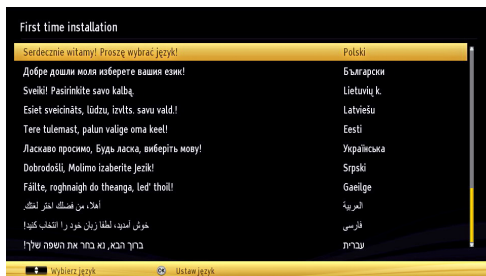 First time installation
Serdecznie witamy! Proszę wybrać język! Polski
Добре дошли моля изберете вашия език! Български
Sveiki! Pasirinkite savo kalbą. Lietuvių k.
Esiet sveicināts, lūdzu, izvlts. savu vald.! Latviešu
Tere tulemast, palun valige oma keel! Eesti
Ласкаво просимо, Будь ласка, виберіть мову! Українська
Dobrodošli, Molimo izaberite Jezik! Srpski
Fáilte, roghnaigh do theanga, led' thoil! Gaeilge
أهلا، من فضلك اختر لغتك. العربية
خوش آمدید، لطفا زبان خود را انتخاب کنید! فارسی
ברוך הבא, נא בחר את השפה שלך! עברית
Wybierz język OK Ustaw język